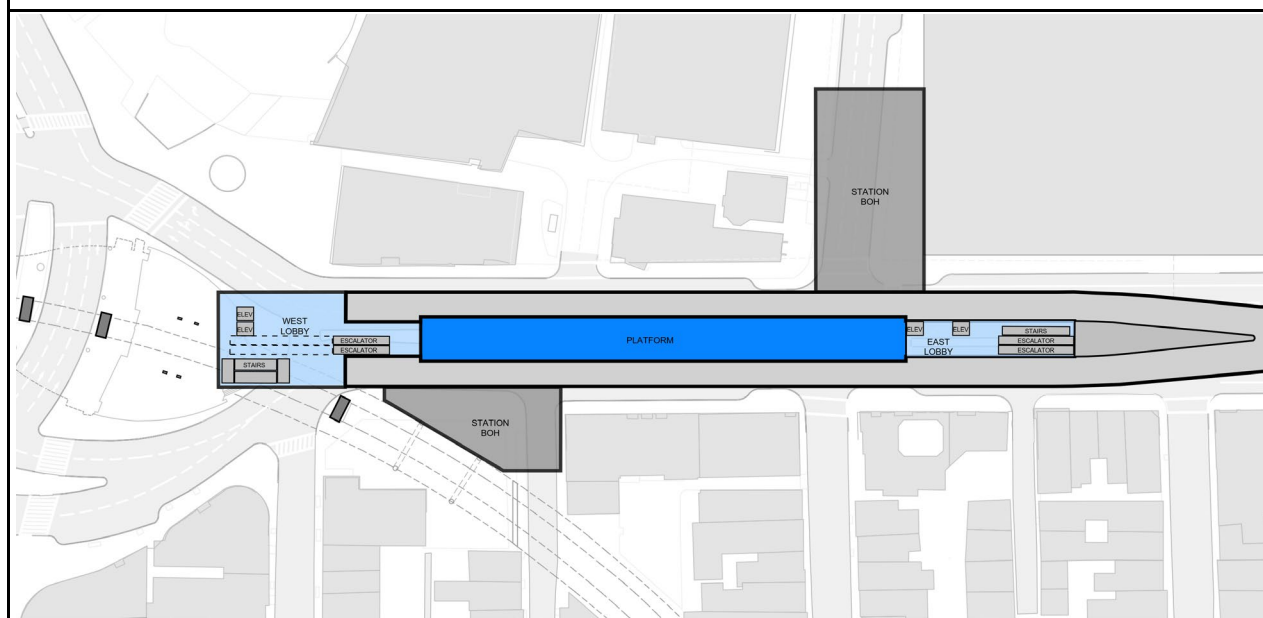 STATION
BOH
ELEV
ELEV
WEST
LOBBY
ESCALATOR
ESCALATOR
STAIRS
PLATFORM
ELEV
ELEV
EAST
LOBBY
STAIRS
ESCALATOR
ESCALATOR
STATION
BOH